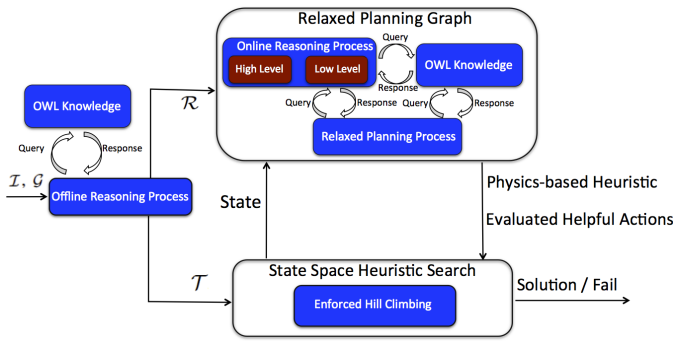 Relaxed Planning Graph
Online Reasoning Process
High Level
Low Level
Query
Response
OWL Knowledge
Query
Response
Query
Response
Relaxed Planning Process
OWL Knowledge
Query
Response
Offline Reasoning Process
ℐ, 𝒢
ℛ
𝒯
State
Physics-based Heuristic
Evaluated Helpful Actions
State Space Heuristic Search
Enforced Hill Climbing
Solution / Fail